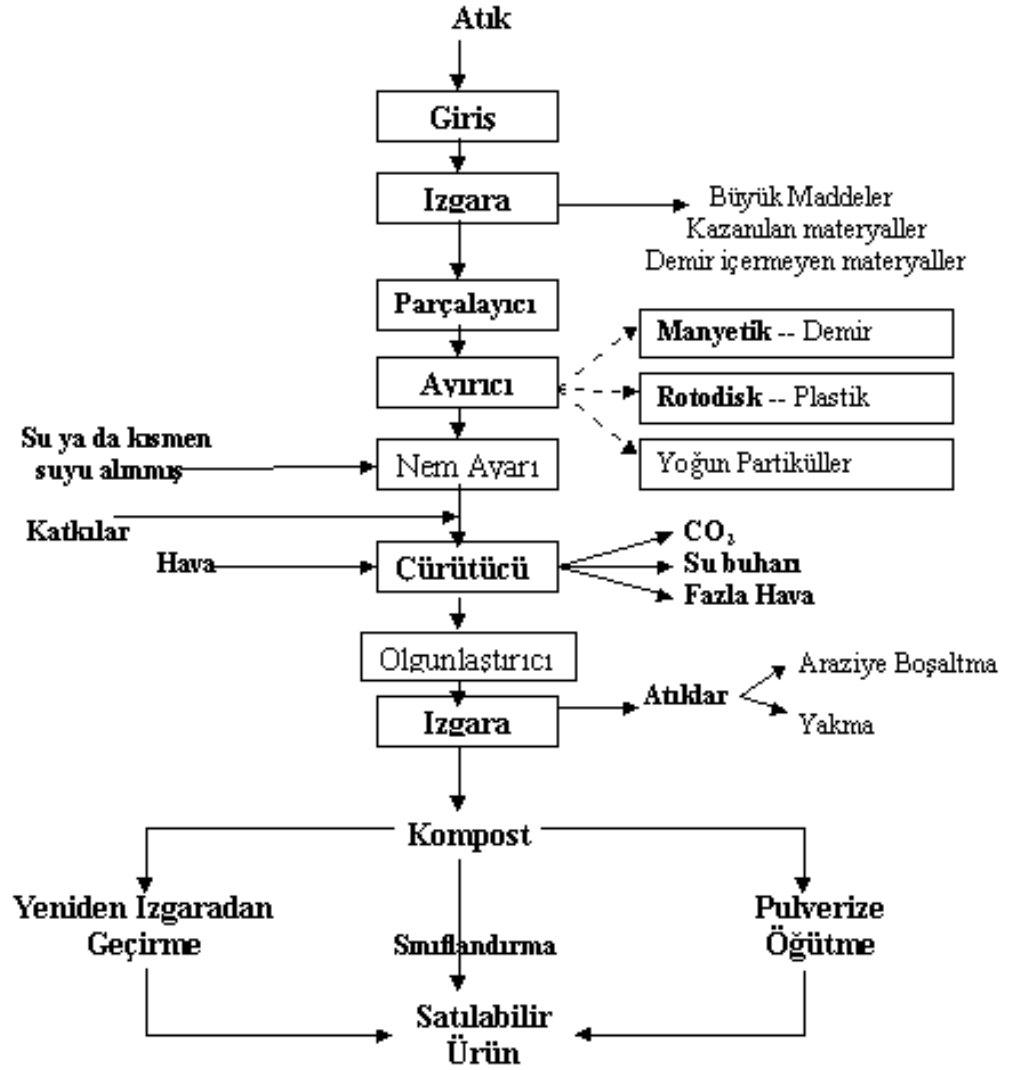 Atık
Giriş
Izgara
Büyük Maddeler
Kazanılan materyaller
Demir içermeyen materyaller
Parçalayıcı
Manyetik -- Demir
Ayırıcı
Rotodisk -- Plastik
Su ya da kısmen
suyu alınmış
Nem Ayarı
Yoğun Partiküller
Katkılar
CO₂
Hava
Çürütücü
Su buharı
Fazla Hava
Olgunlaştırıcı
Araziye Boşaltma
Izgara
Atıklar
Yakma
Kompost
Yeniden Izgaradan
Geçirme
Sınıflandırma
Pulverize
Öğütme
Satılabilir
Ürün